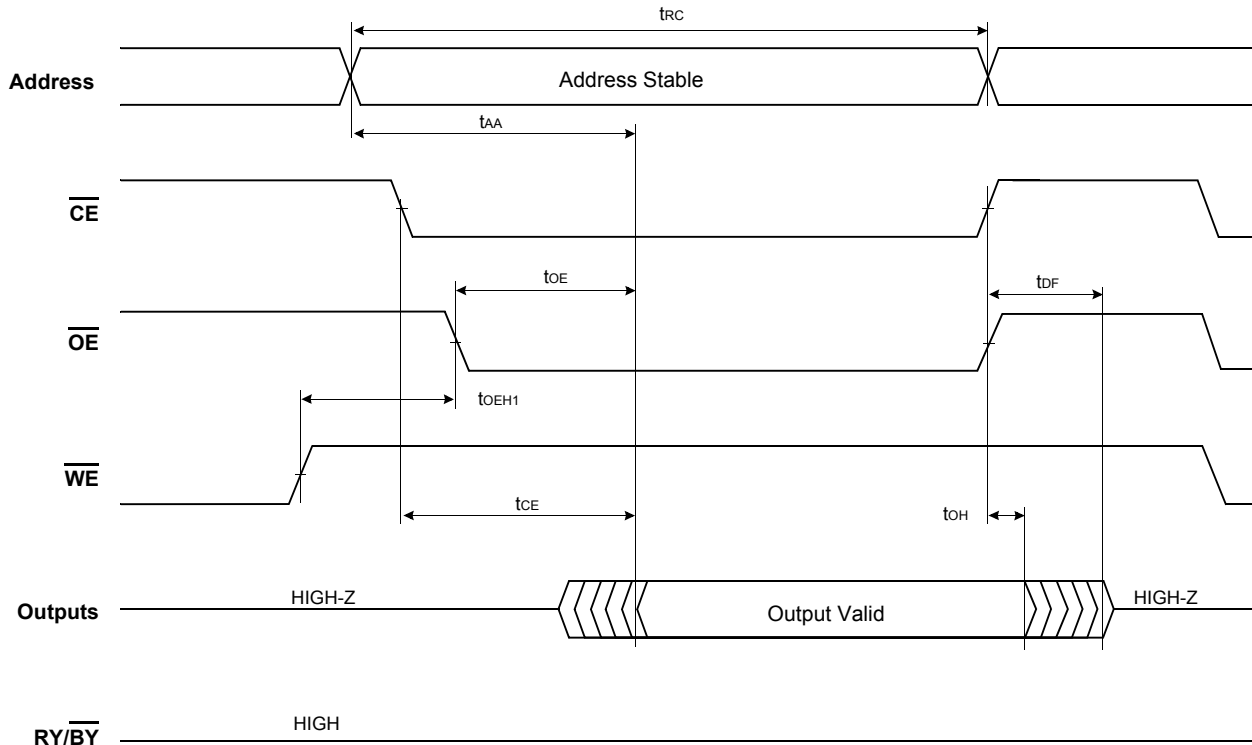 tRC
Address
Address Stable
tAA
CE
tOE
tDF
OE
tOEH1
WE
tCE
tOH
Outputs
HIGH-Z
Output Valid
HIGH-Z
HIGH
RY/BY